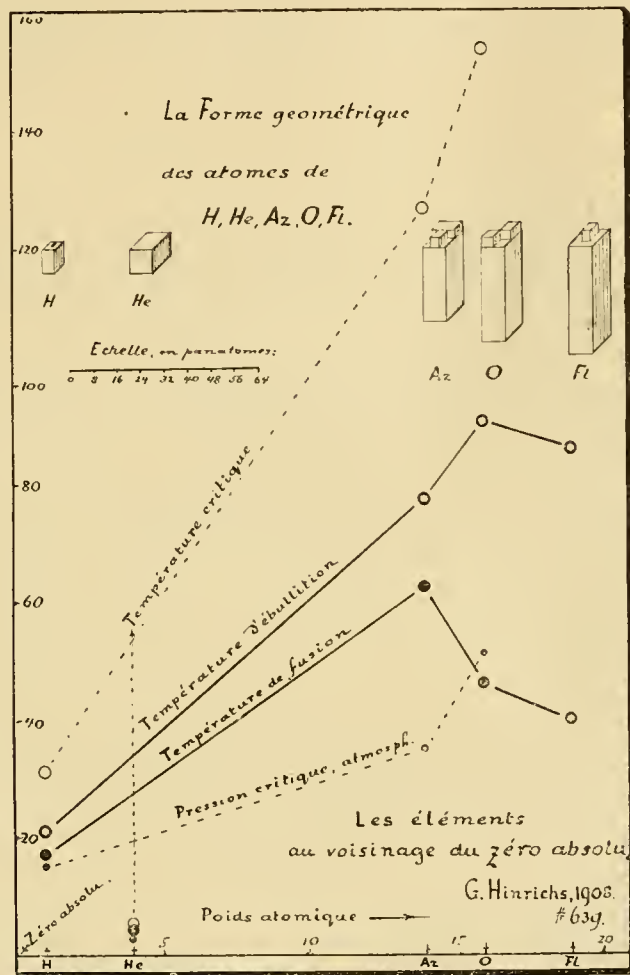 160
La Forme geométrique
140
des atomes de
H, He, Az, O, Fl.
120
H
He
Echelle, en panatomes:
0 8 16 24 32 40 48 56 64
Az O Fl
100
80
60
40
20
Température critique
Température d'ébullition
Température de fusion
Pression critique, atmosph.
Les éléments
au voisinage du zéro absolu
G. Hinrichs, 1908.
#639.
Zéro absolu.
Poids atomique
5 10 15 20
H He Az O Fl